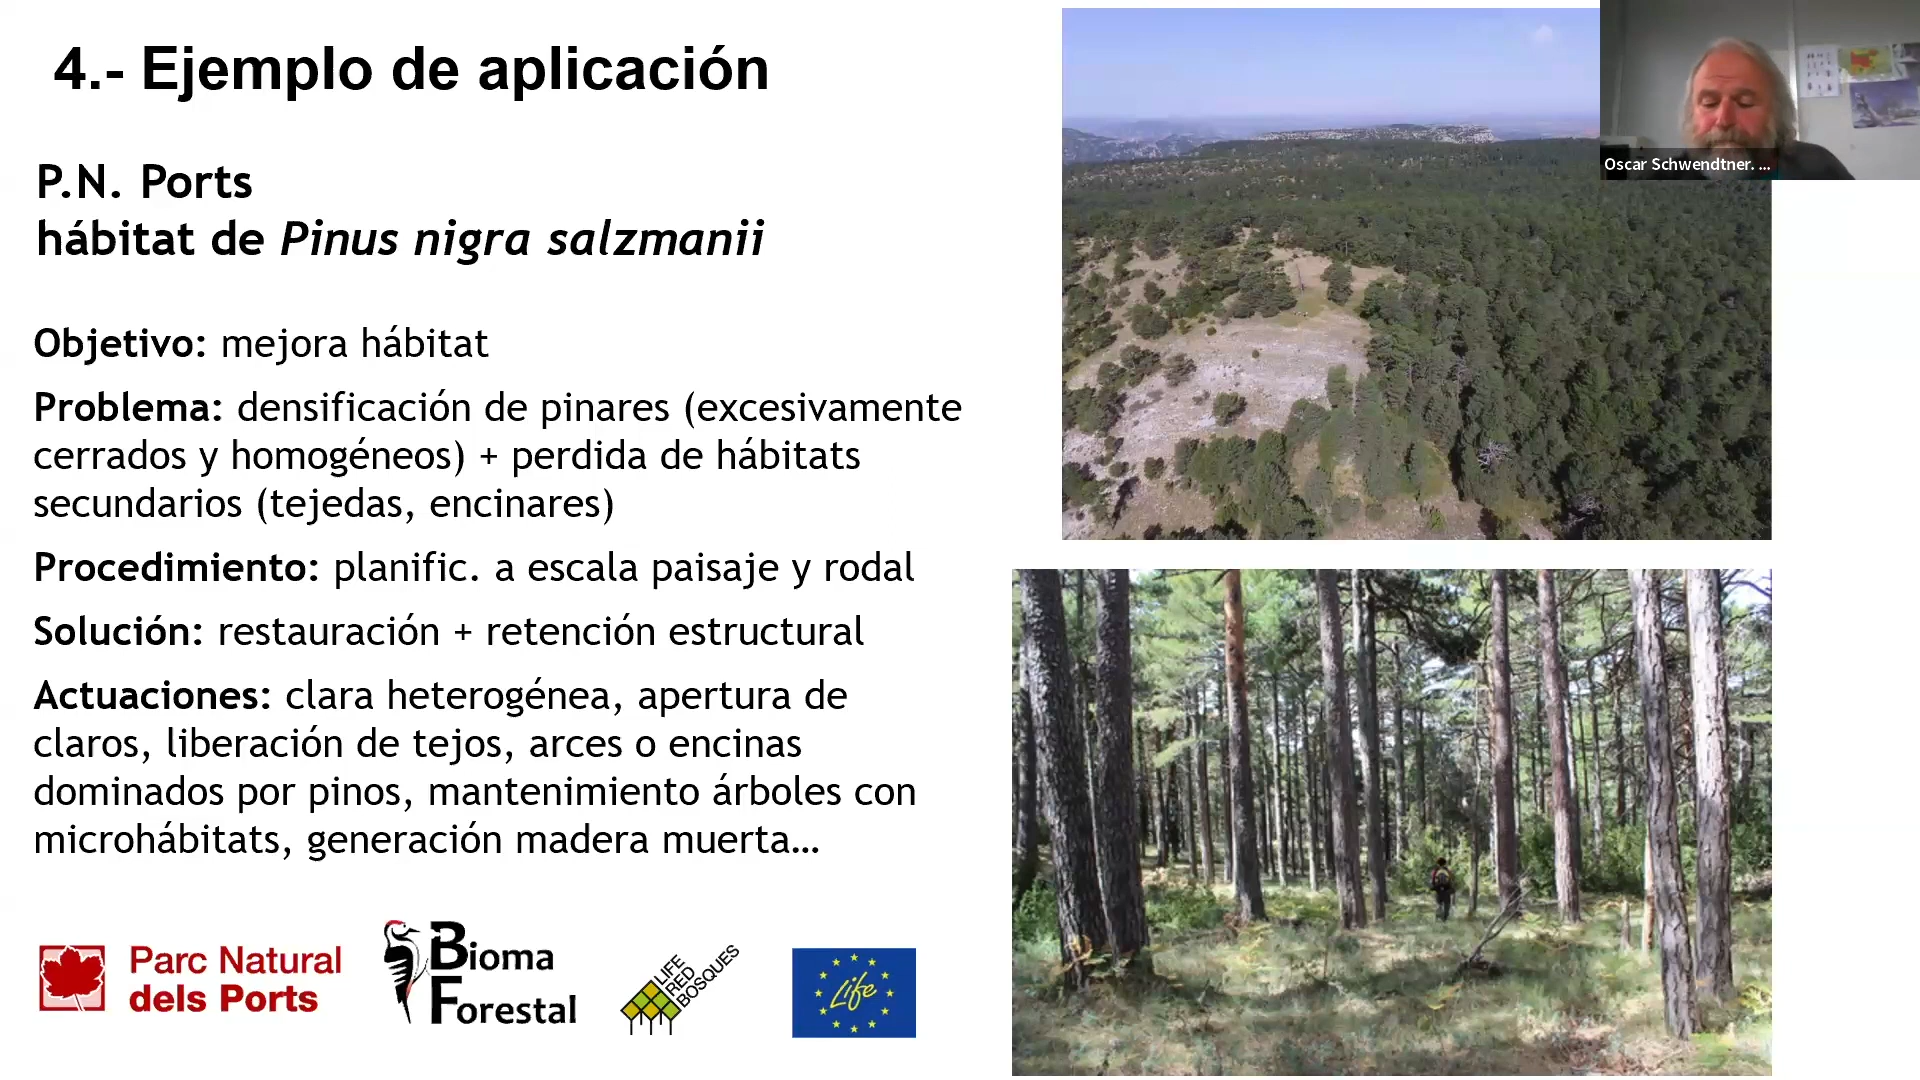 4.- Ejemplo de aplicación
P.N. Ports
hábitat de Pinus nigra salzmanii
Objetivo: mejora hábitat
Problema: densificación de pinares (excesivamente
cerrados y homogéneos) + perdida de hábitats
secundarios (tejedas, encinares)
Procedimiento: planific. a escala paisaje y rodal
Solución: restauración + retención estructural
Actuaciones: clara heterogénea, apertura de
claros, liberación de tejos, arces o encinas
dominados por pinos, mantenimiento árboles con
microhábitats, generación madera muerta…
Parc Natural
dels Ports
Bioma
Forestal
LIFE
RED
BOSQUES
Life
Oscar Schwendtner. ...